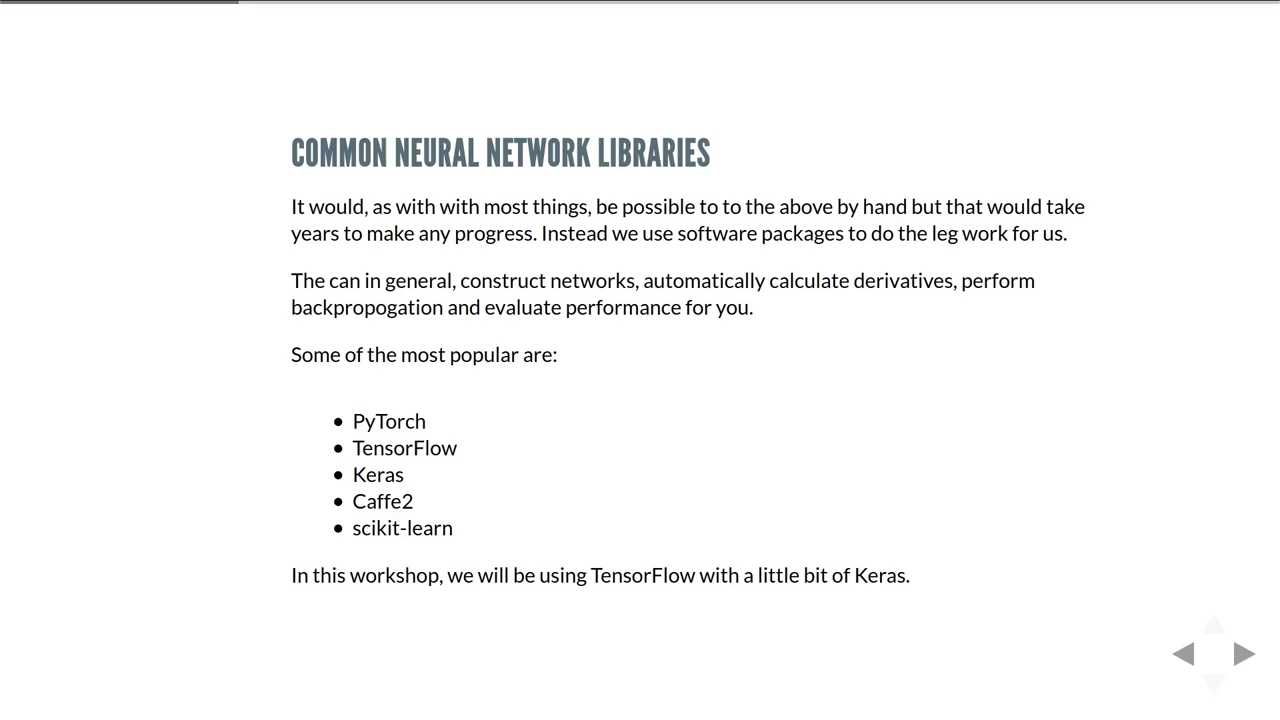 COMMON NEURAL NETWORK LIBRARIES
It would, as with with most things, be possible to to the above by hand but that would take
years to make any progress. Instead we use software packages to do the leg work for us.
The can in general, construct networks, automatically calculate derivatives, perform
backpropogation and evaluate performance for you.
Some of the most popular are:
• PyTorch
• TensorFlow
• Keras
• Caffe2
• scikit-learn
In this workshop, we will be using TensorFlow with a little bit of Keras.